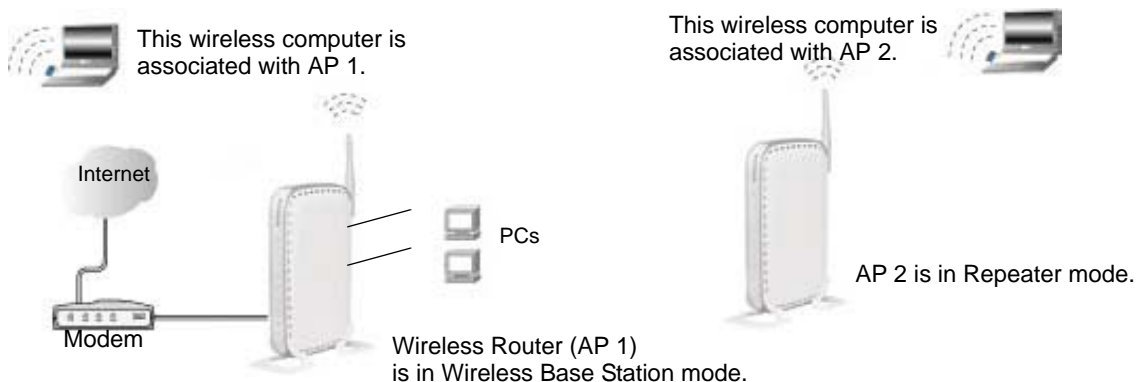 This wireless computer is
associated with AP 1.
This wireless computer is
associated with AP 2.
Internet
PCs
AP 2 is in Repeater mode.
Modem
Wireless Router (AP 1)
is in Wireless Base Station mode.